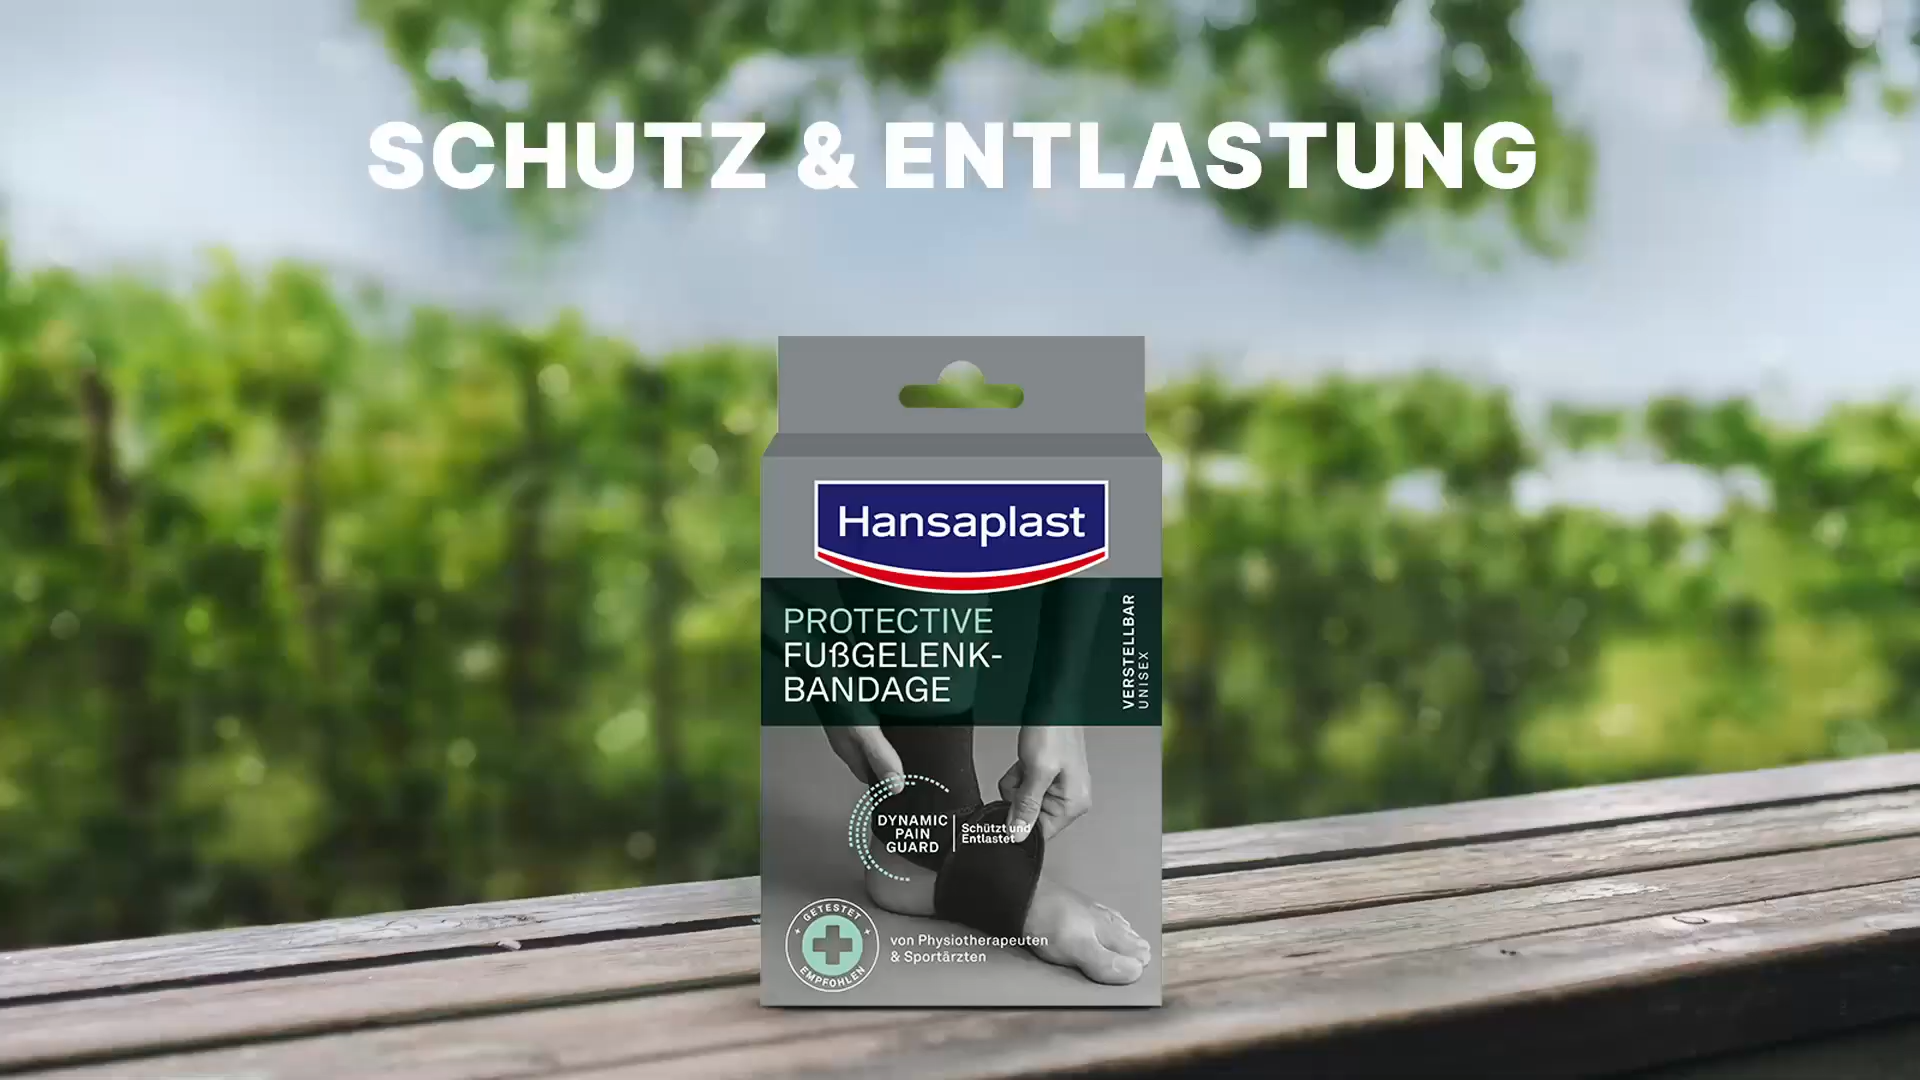 SCHUTZ & ENTLASTUNG
Hansaplast
PROTECTIVE
FUßGELENK-
BANDAGE
VERSTELLBAR
UNISEX
DYNAMIC
PAIN
GUARD
Schützt und
Entlastet
GETESTET
EMPFOHLEN
von Physiotherapeuten
& Sportärzten